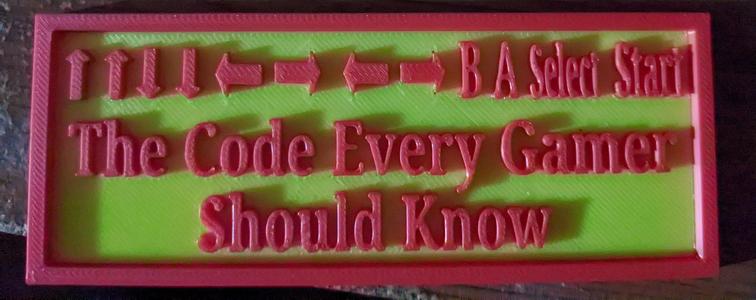 ↑ ↑ ↓ ↓ ← → ← → B A Select Start
The Code Every Gamer
Should Know